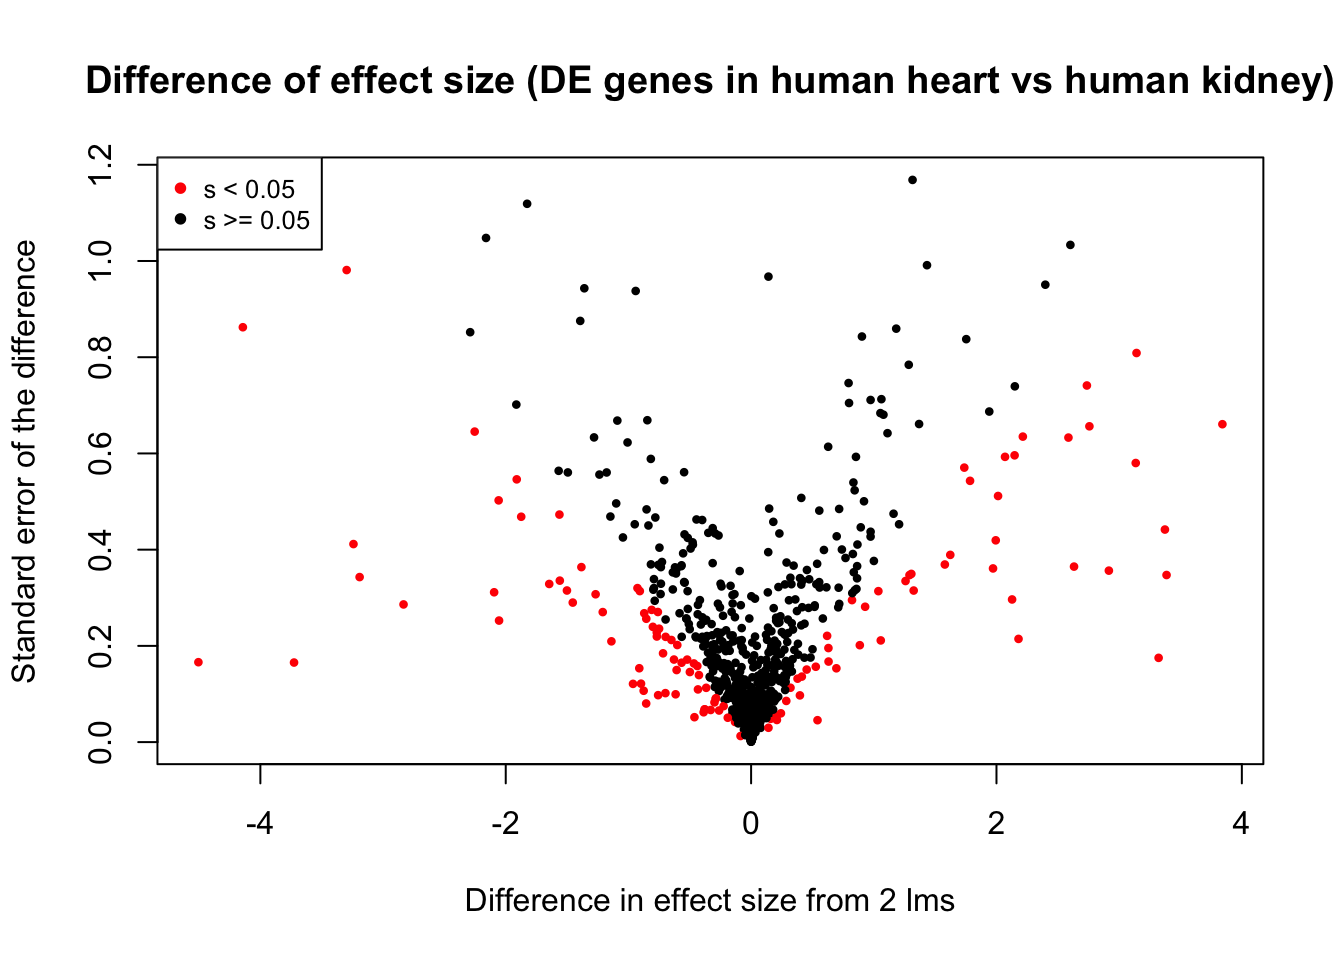 Difference of effect size (DE genes in human heart vs human kidney)
s < 0.05
s >= 0.05
Standard error of the difference
1.2
1.0
0.8
0.6
0.4
0.2
0.0
-4 -2 0 2 4
Difference in effect size from 2 lms